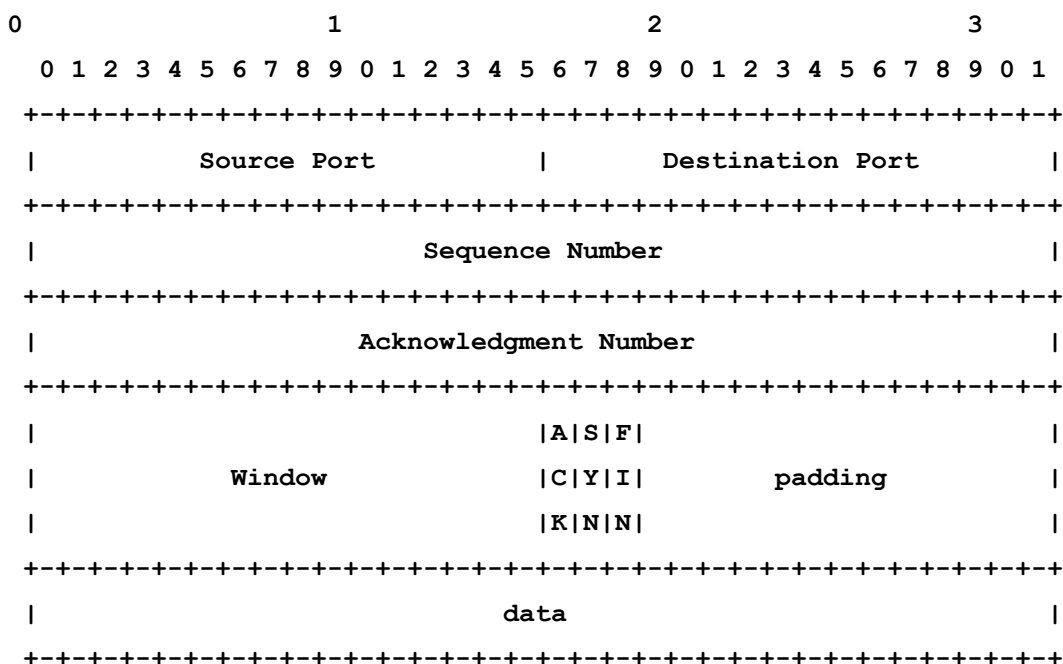 0                   1                   2                   3
  0 1 2 3 4 5 6 7 8 9 0 1 2 3 4 5 6 7 8 9 0 1 2 3 4 5 6 7 8 9 0 1
 +-+-+-+-+-+-+-+-+-+-+-+-+-+-+-+-+-+-+-+-+-+-+-+-+-+-+-+-+-+-+-+-+
 |          Source Port          |       Destination Port        |
 +-+-+-+-+-+-+-+-+-+-+-+-+-+-+-+-+-+-+-+-+-+-+-+-+-+-+-+-+-+-+-+-+
 |                        Sequence Number                        |
 +-+-+-+-+-+-+-+-+-+-+-+-+-+-+-+-+-+-+-+-+-+-+-+-+-+-+-+-+-+-+-+-+
 |                    Acknowledgment Number                      |
 +-+-+-+-+-+-+-+-+-+-+-+-+-+-+-+-+-+-+-+-+-+-+-+-+-+-+-+-+-+-+-+-+
 |                               |A|S|F|                         |
 |            Window             |C|Y|I|        padding          |
 |                               |K|N|N|                         |
 +-+-+-+-+-+-+-+-+-+-+-+-+-+-+-+-+-+-+-+-+-+-+-+-+-+-+-+-+-+-+-+-+
 |                             data                              |
 +-+-+-+-+-+-+-+-+-+-+-+-+-+-+-+-+-+-+-+-+-+-+-+-+-+-+-+-+-+-+-+-+